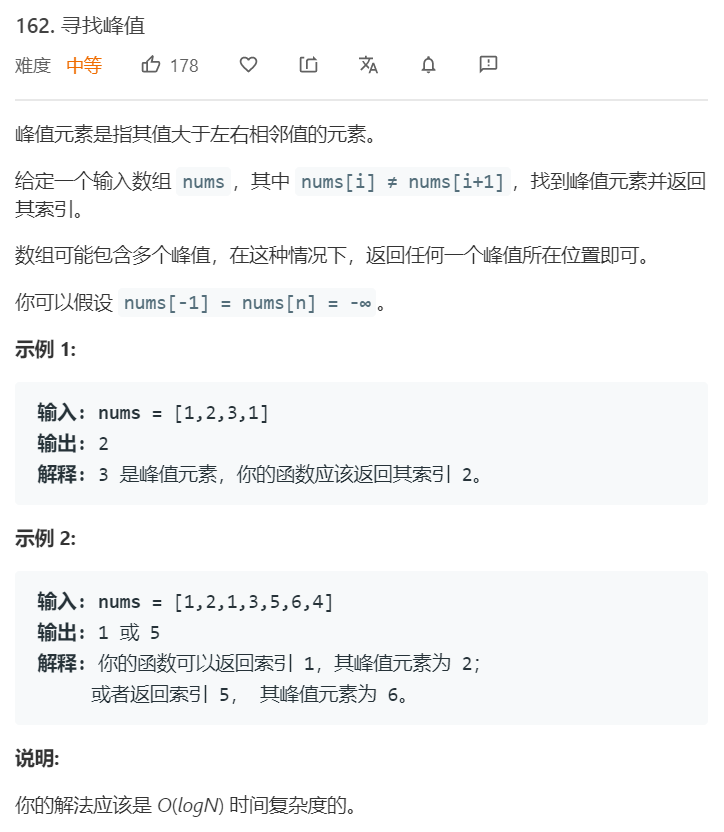 162. 寻找峰值
难度 中等 178
峰值元素是指其值大于左右相邻值的元素。
给定一个输入数组 nums，其中 nums[i] ≠ nums[i+1]，找到峰值元素并返回
其索引。
数组可能包含多个峰值，在这种情况下，返回任何一个峰值所在位置即可。
你可以假设 nums[-1] = nums[n] = -∞。
示例 1:
输入: nums = [1,2,3,1]
输出: 2
解释: 3 是峰值元素，你的函数应该返回其索引 2。
示例 2:
输入: nums = [1,2,1,3,5,6,4]
输出: 1 或 5
解释: 你的函数可以返回索引 1，其峰值元素为 2；
或者返回索引 5， 其峰值元素为 6。
说明:
你的解法应该是 O(logN) 时间复杂度的。